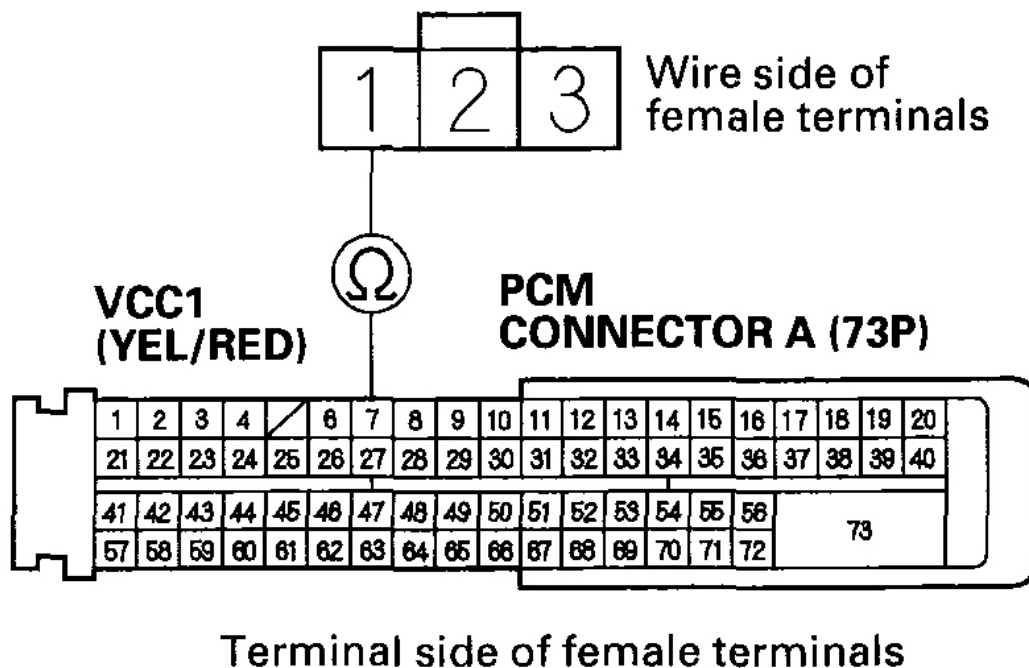 1 2 3
Wire side of
female terminals
Ω
VCC1
(YEL/RED)
PCM
CONNECTOR A (73P)
1 2 3 4 6 7 8 9 10 11 12 13 14 15 16 17 18 19 20
21 22 23 24 25 26 27 28 29 30 31 32 33 34 35 36 37 38 39 40
41 42 43 44 45 46 47 48 49 50 51 52 53 54 55 56
73
57 58 59 60 61 62 63 64 65 66 67 68 69 70 71 72
Terminal side of female terminals